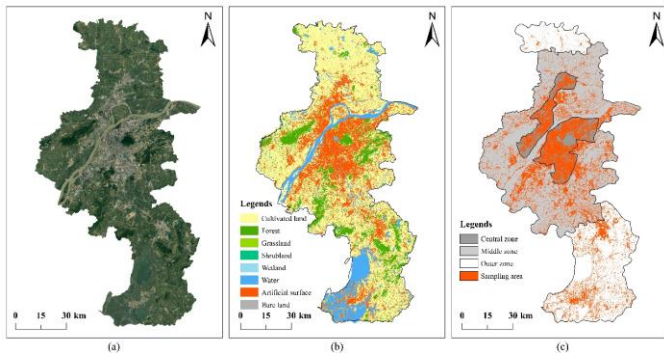 N
0 15 30 km
(a)
N
Legends
Cultivated land
Forest
Grassland
Shrubland
Wetland
Water
Artificial surface
Bare land
0 15 30 km
(b)
N
Legends
Central zone
Middle zone
Outer zone
Sampling area
0 15 30 km
(c)